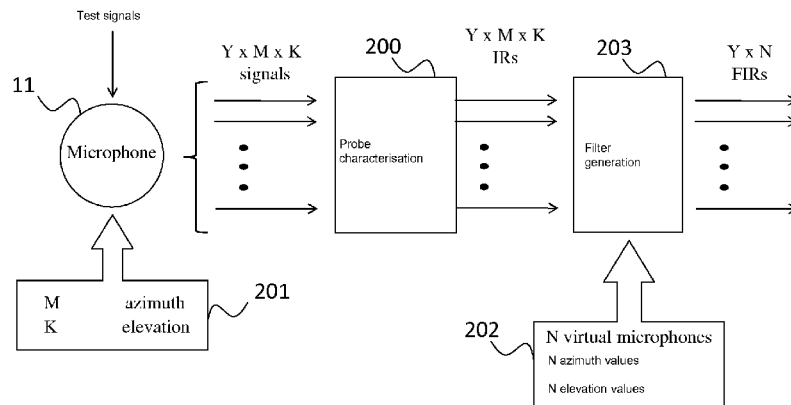 Test signals
11
Microphone
M azimuth
K elevation
201
Y x M x K
signals
200
Probe
characterisation
Y x M x K
IRs
203
Filter
generation
Y x N
FIRs
202
N virtual microphones
N azimuth values
N elevation values